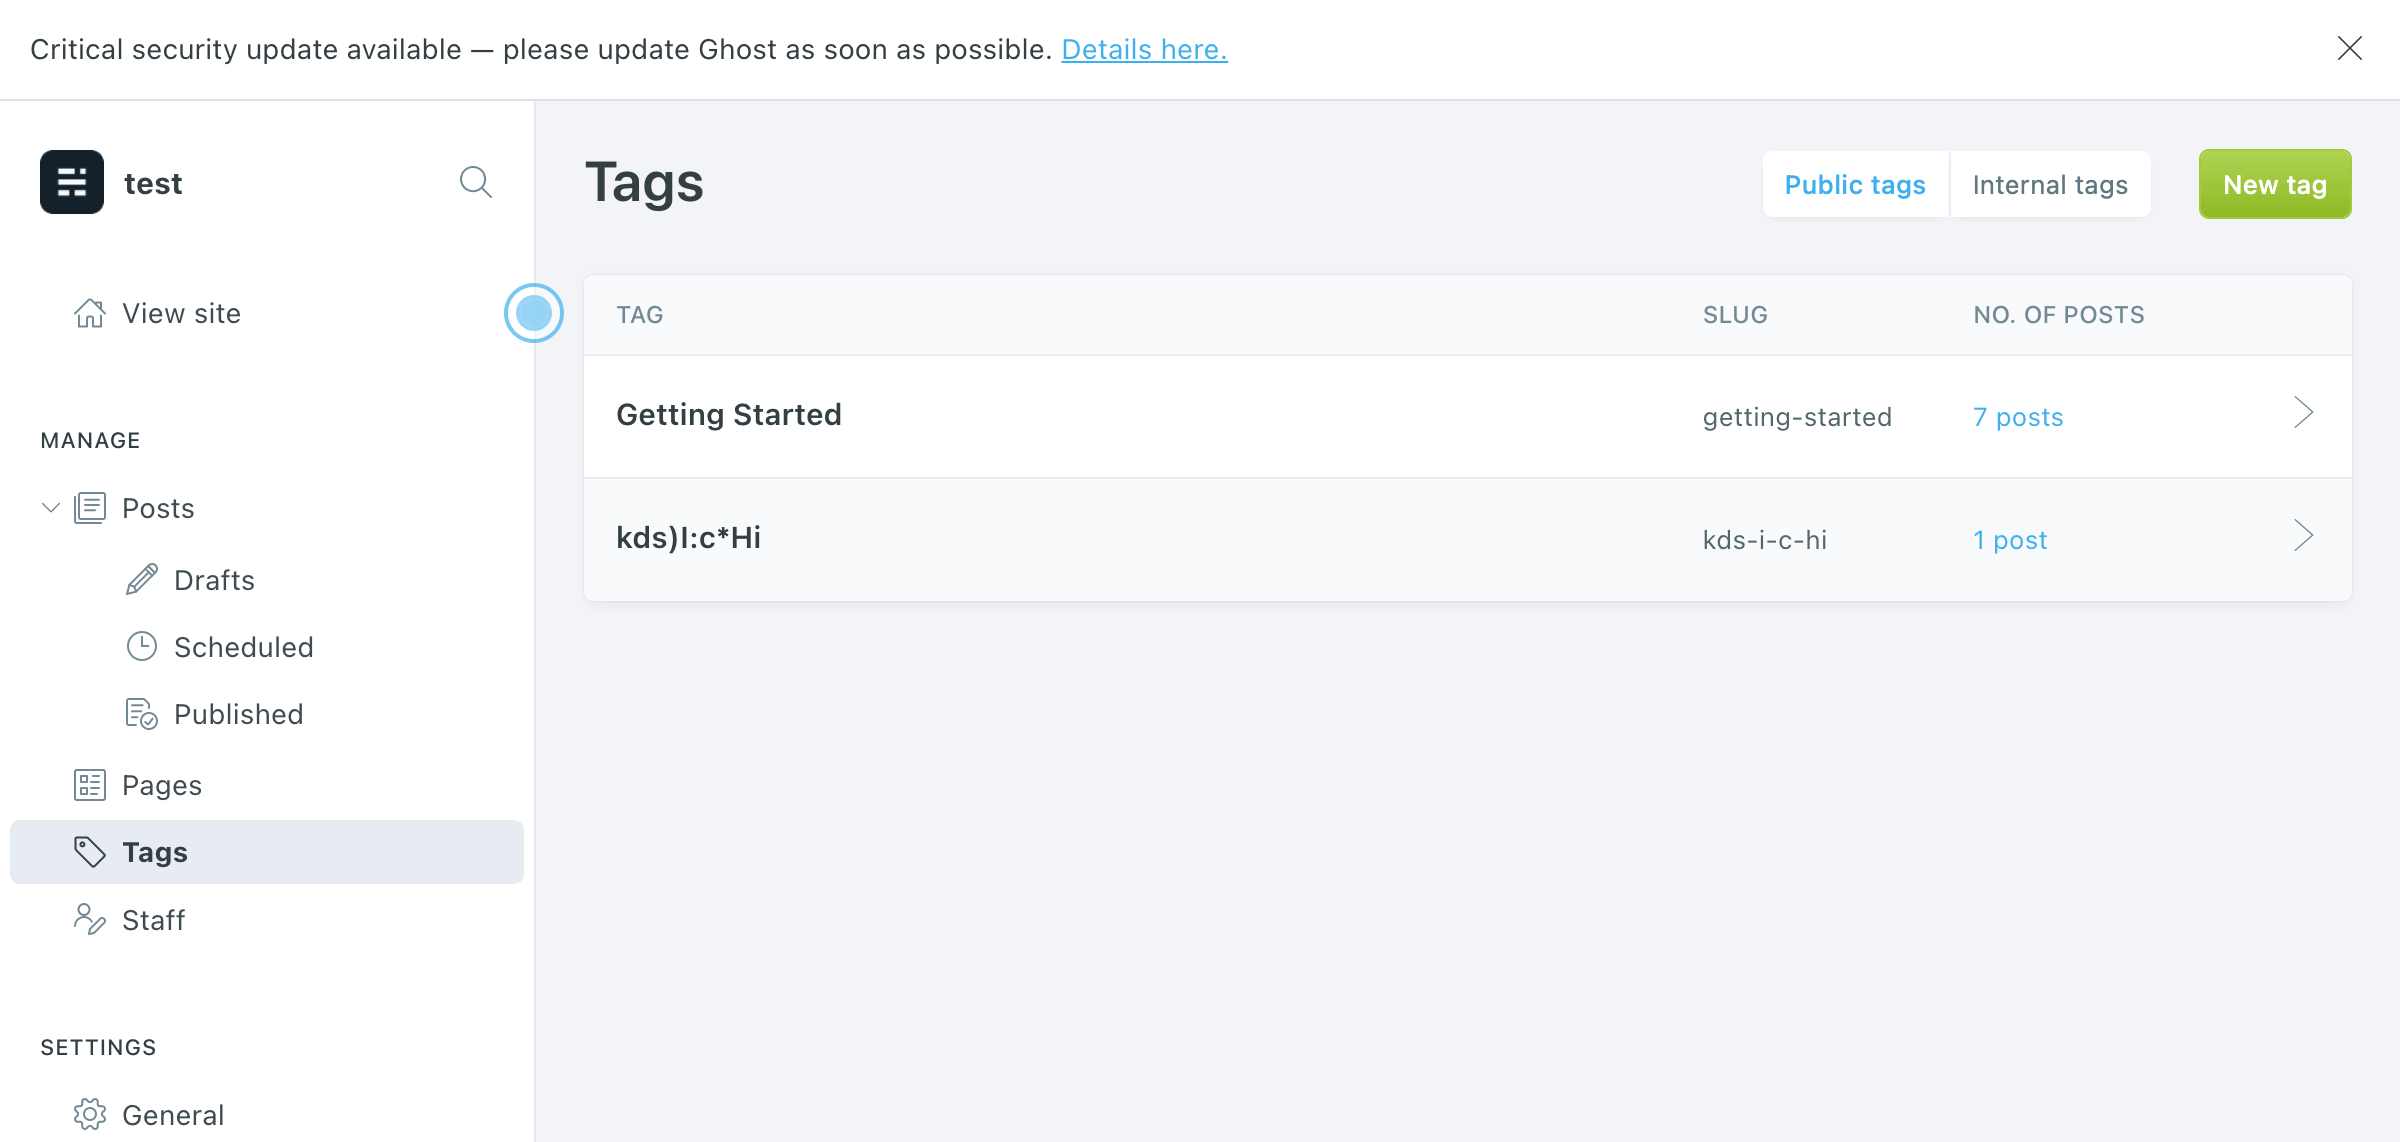 Critical security update available — please update Ghost as soon as possible. Details here.
test
View site
MANAGE
Posts
Drafts
Scheduled
Published
Pages
Tags
Staff
SETTINGS
General
Tags
Public tags Internal tags New tag
TAG SLUG NO. OF POSTS
Getting Started getting-started 7 posts
kds)I:c*Hi kds-i-c-hi 1 post